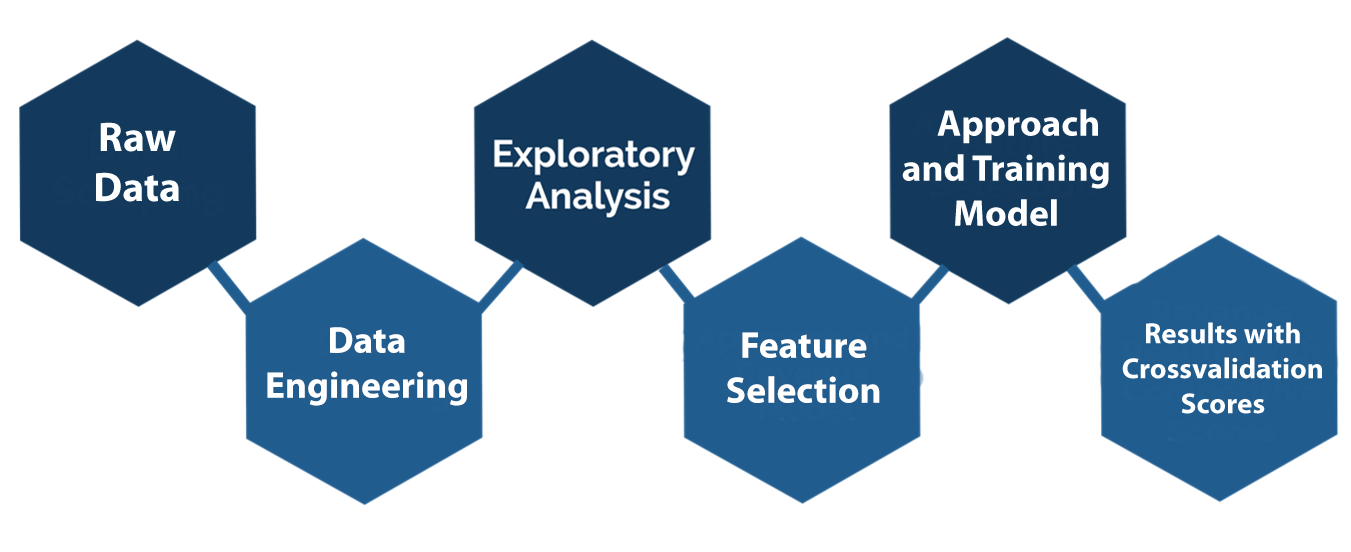 Raw
Data
Data
Engineering
Exploratory
Analysis
Feature
Selection
Approach
and Training
Model
Results with
Crossvalidation
Scores